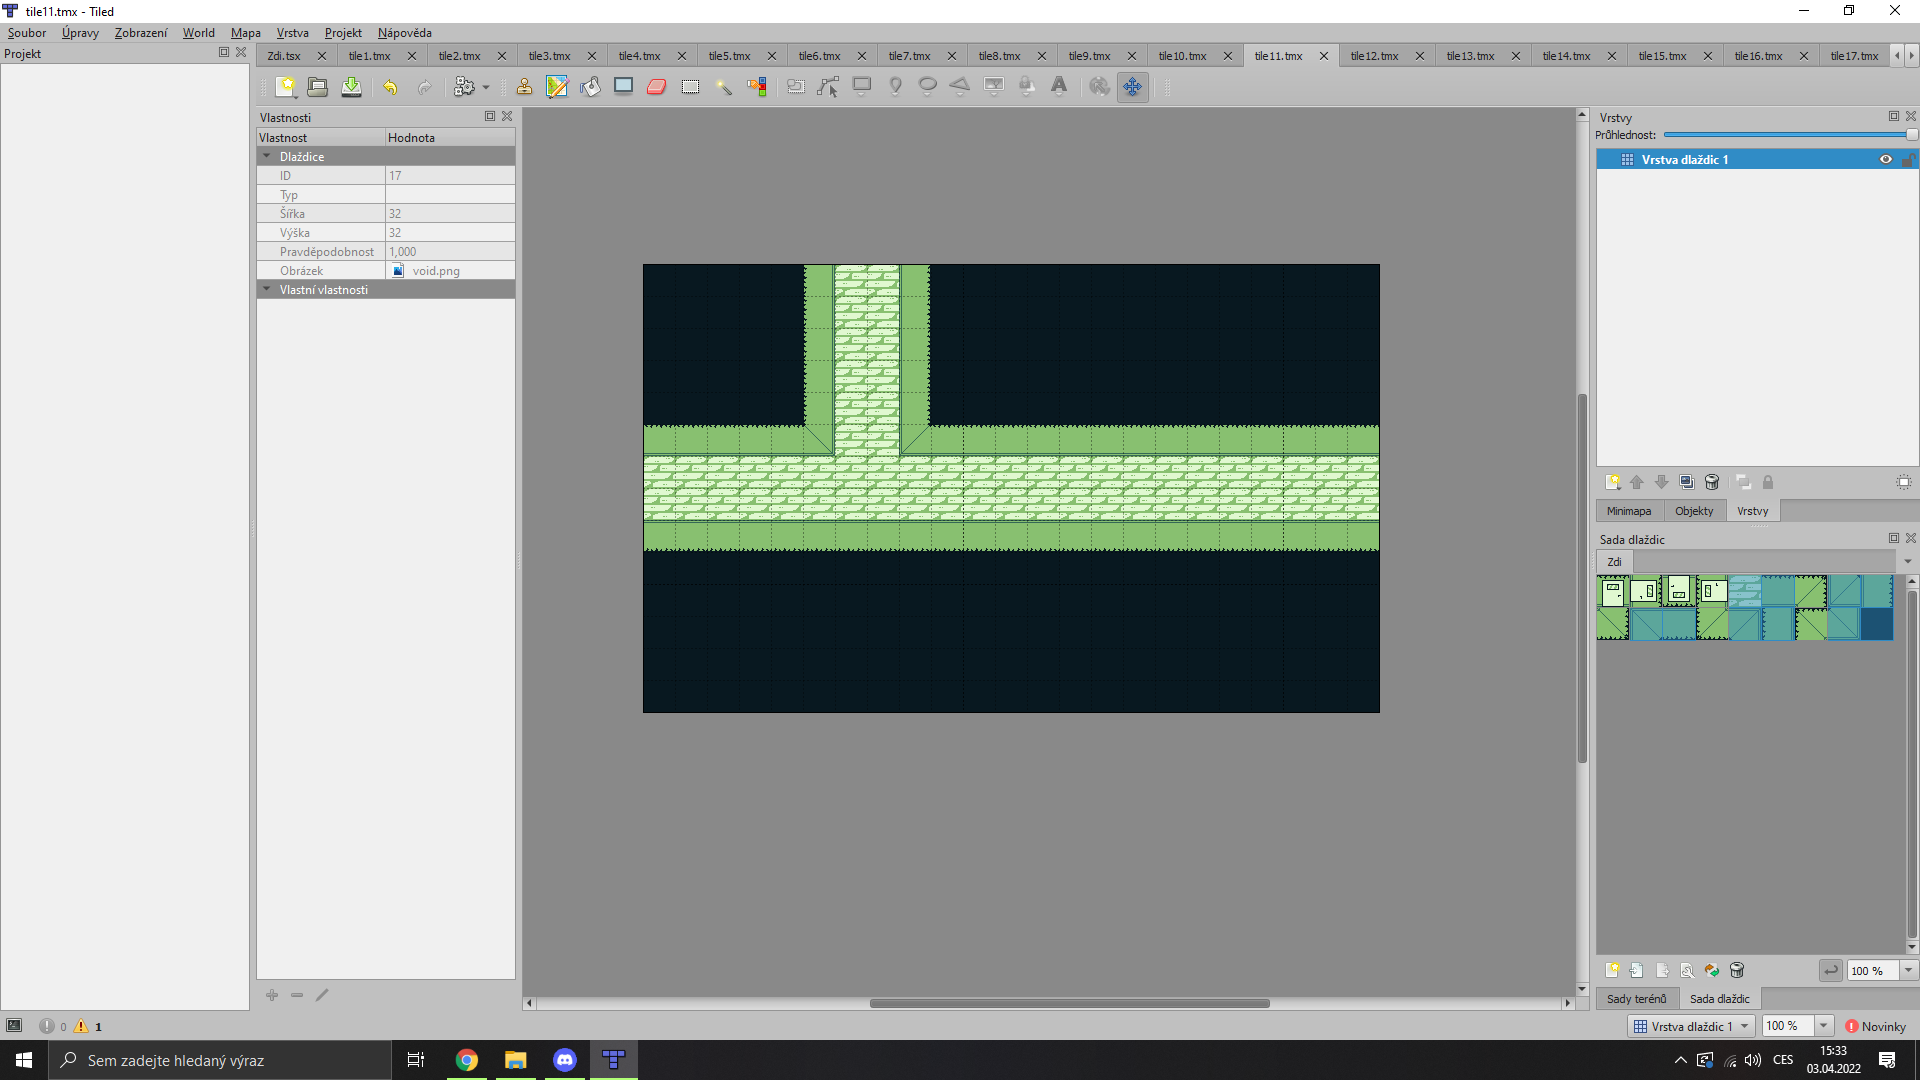 tile11.tmx - Tiled
Soubor Úpravy Zobrazení World Mapa Vrstva Projekt Nápověda
Projekt
Zdi.tsx tile1.tmx tile2.tmx tile3.tmx tile4.tmx tile5.tmx tile6.tmx tile7.tmx tile8.tmx tile9.tmx tile10.tmx tile11.tmx tile12.tmx tile13.tmx tile14.tmx tile15.tmx tile16.tmx tile17.tmx
Vlastnosti
Vlastnost Hodnota
Dlaždice
ID 17
Typ
Šířka 32
Výška 32
Pravděpodobnost 1,000
Obrázek void.png
Vlastní vlastnosti
Vrstvy
Průhlednost:
Vrstva dlaždic 1
Minimapa Objekty Vrstvy
Sada dlaždic
Zdi
100 %
Sady terénů Sada dlaždic
0 1
Vrstva dlaždic 1 100 % Novinky
Sem zadejte hledaný výraz
CES
15:33
03.04.2022